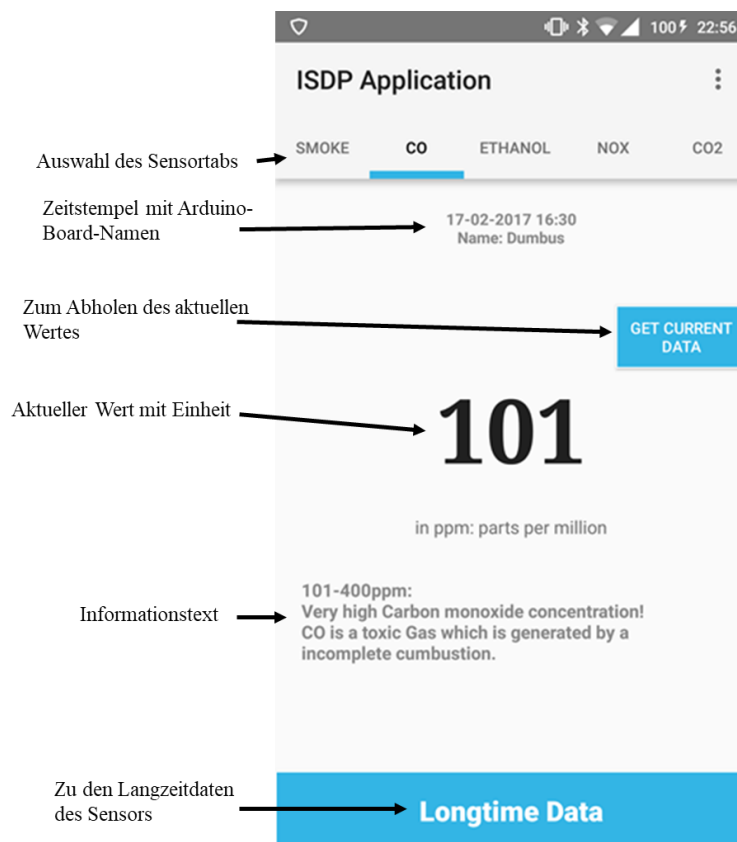 100 22:56
ISDP Application
SMOKE CO ETHANOL NOX CO2
Auswahl des Sensortabs
Zeitstempel mit Arduino-
Board-Namen
17-02-2017 16:30
Name: Dumbus
Zum Abholen des aktuellen
Wertes
GET CURRENT
DATA
Aktueller Wert mit Einheit
101
in ppm: parts per million
Informationstext
101-400ppm:
Very high Carbon monoxide concentration!
CO is a toxic Gas which is generated by a
incomplete cumbustion.
Zu den Langzeitdaten
des Sensors
Longtime Data